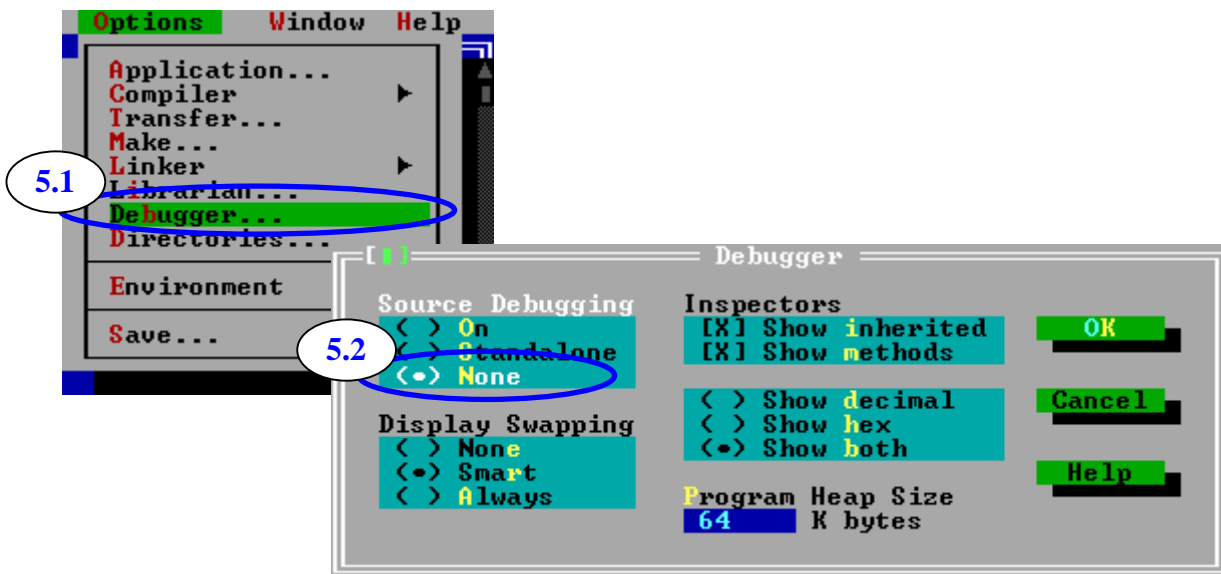 Options Window Help
Application...
Compiler
Transfer...
Make...
Linker
Librarian...
Debugger...
Directories...
Environment
Save...
5.1
5.2
[▮] Debugger
Source Debugging
( ) On
( ) Standalone
(•) None
Display Swapping
( ) None
(•) Smart
( ) Always
Inspectors
[X] Show inherited
[X] Show methods
( ) Show decimal
( ) Show hex
(•) Show both
Program Heap Size
64 K bytes
OK
Cancel
Help